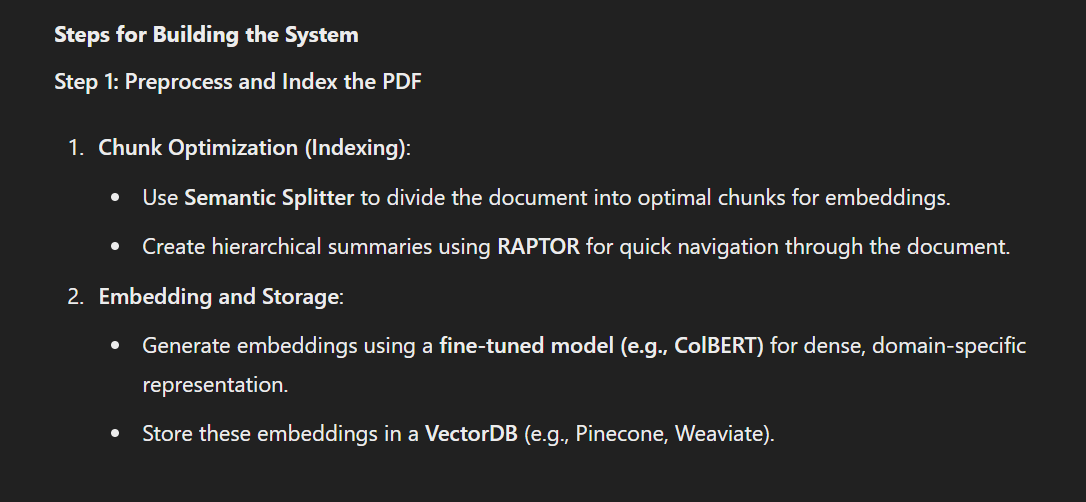 Steps for Building the System
Step 1: Preprocess and Index the PDF
1. Chunk Optimization (Indexing):
• Use Semantic Splitter to divide the document into optimal chunks for embeddings.
• Create hierarchical summaries using RAPTOR for quick navigation through the document.
2. Embedding and Storage:
• Generate embeddings using a fine-tuned model (e.g., ColBERT) for dense, domain-specific
representation.
• Store these embeddings in a VectorDB (e.g., Pinecone, Weaviate).